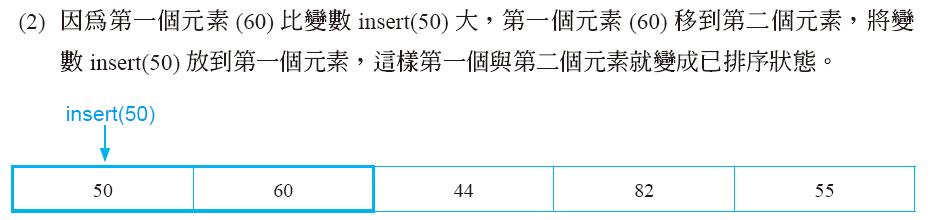 (2) 因為第一個元素 (60) 比變數 insert(50) 大，第一個元素 (60) 移到第二個元素，將變
數 insert(50) 放到第一個元素，這樣第一個與第二個元素就變成已排序狀態。
insert(50)
50 60 44 82 55